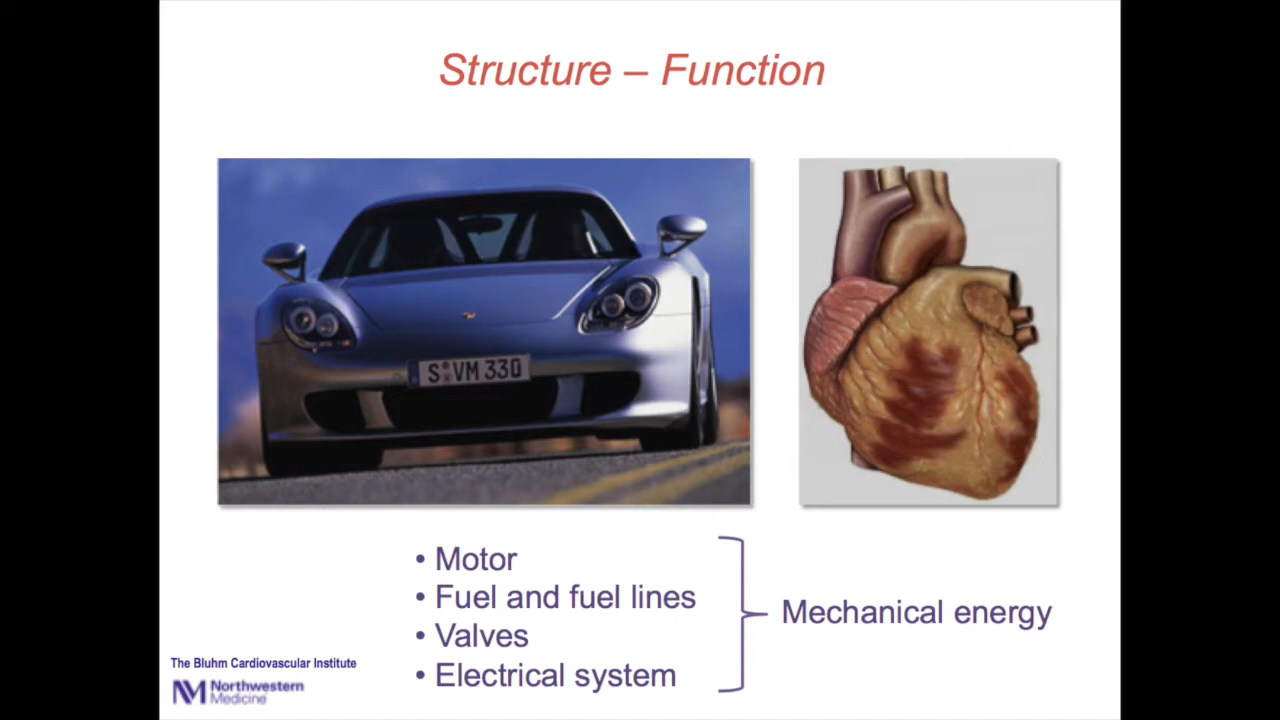 Structure – Function
S VM 330
• Motor
• Fuel and fuel lines
• Valves
• Electrical system
Mechanical energy
The Bluhm Cardiovascular Institute
NM Northwestern
Medicine